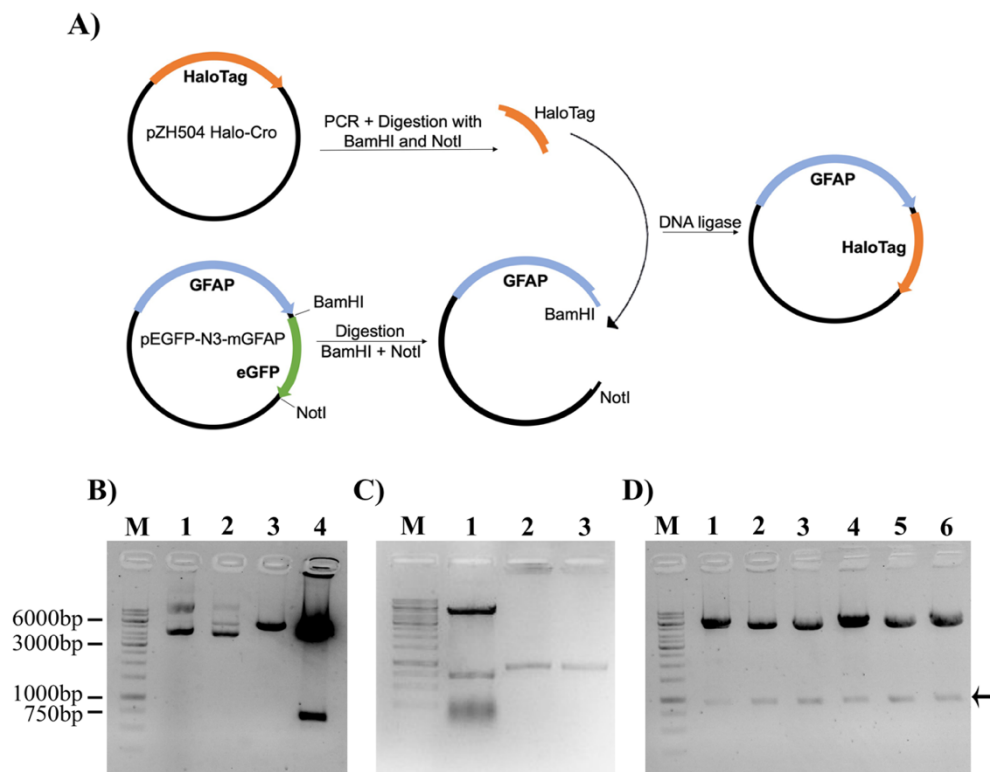 A)
HaloTag
pZH504 Halo-Cro
PCR + Digestion with
BamHI and NotI
HaloTag
DNA ligase
GFAP
HaloTag
GFAP
BamHI
pEGFP-N3-mGFAP
eGFP
NotI
Digestion
BamHI + NotI
GFAP
BamHI
NotI
B)
M 1 2 3 4
6000bp
3000bp
1000bp
750bp
C)
M 1 2 3
D)
M 1 2 3 4 5 6